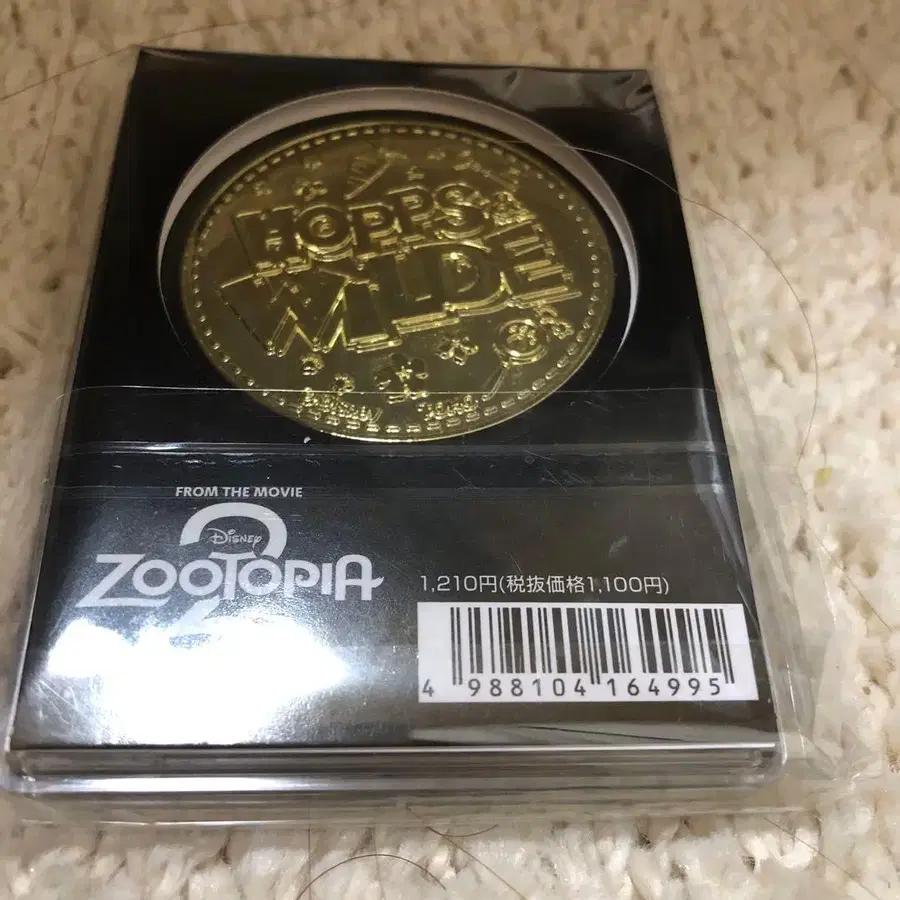 HOPPS
WILDE
FROM THE MOVIE
Disney
ZOOTOPIA
2
1,210円(税抜価格1,100円)
4 988104 164995